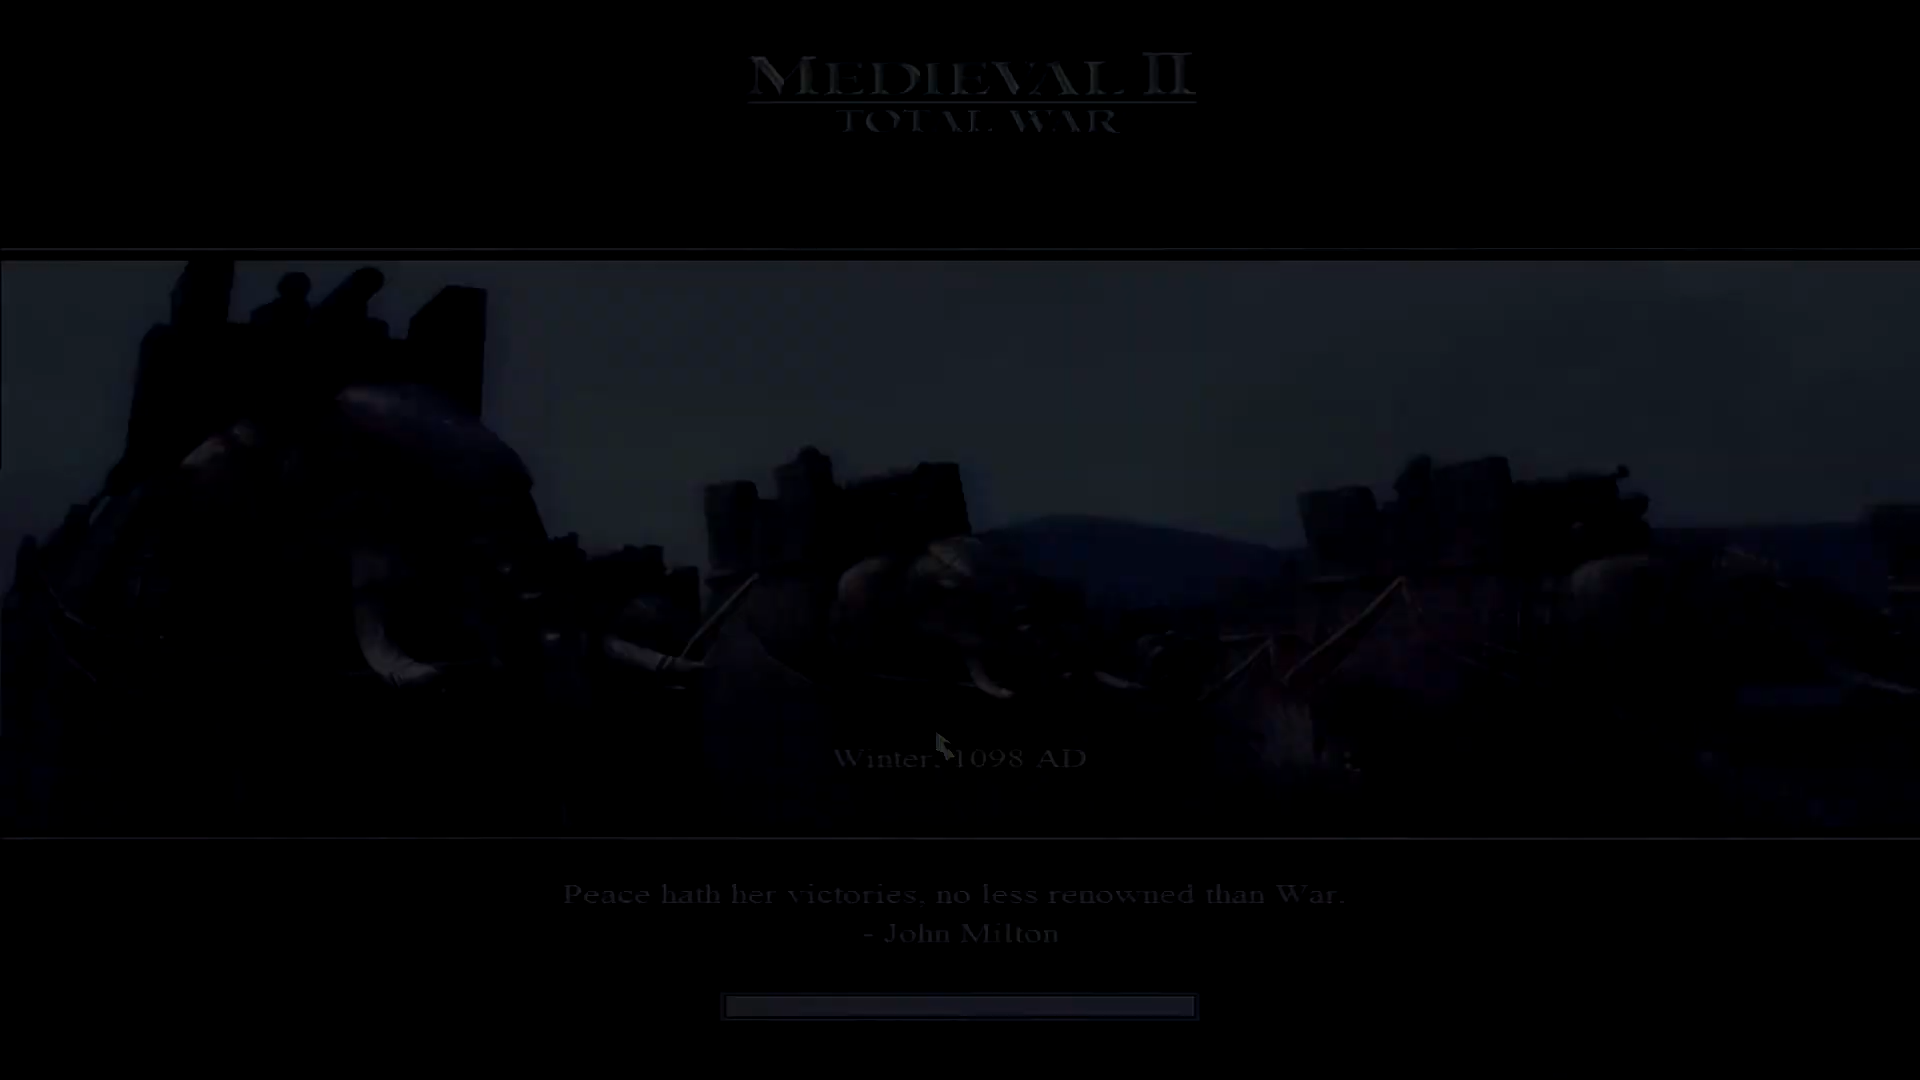 MEDIEVAL II
TOTAL WAR
Winter, 1098 AD
Peace hath her victories, no less renowned than War.
- John Milton